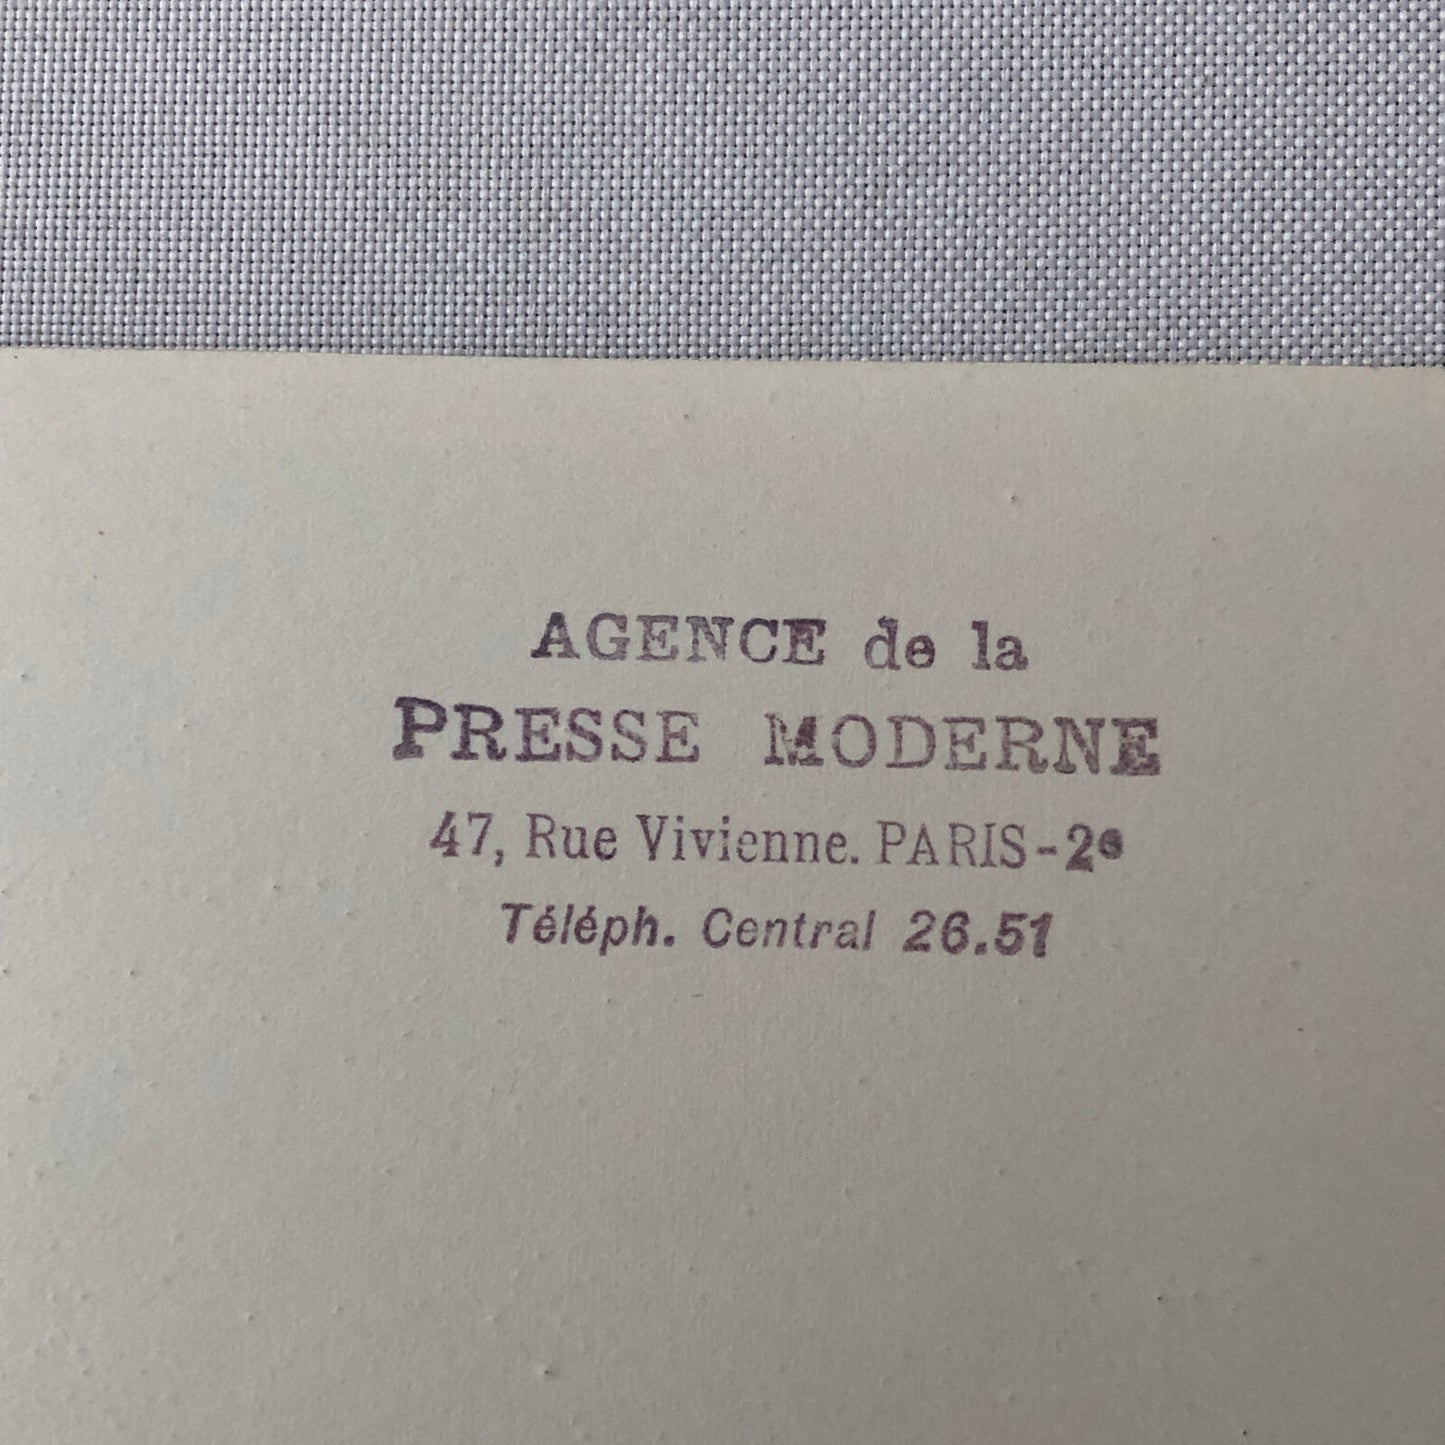 AGENCE de la
PRESSE MODERNE
47, Rue Vivienne. PARIS-2e
Téléph. Central 26.51